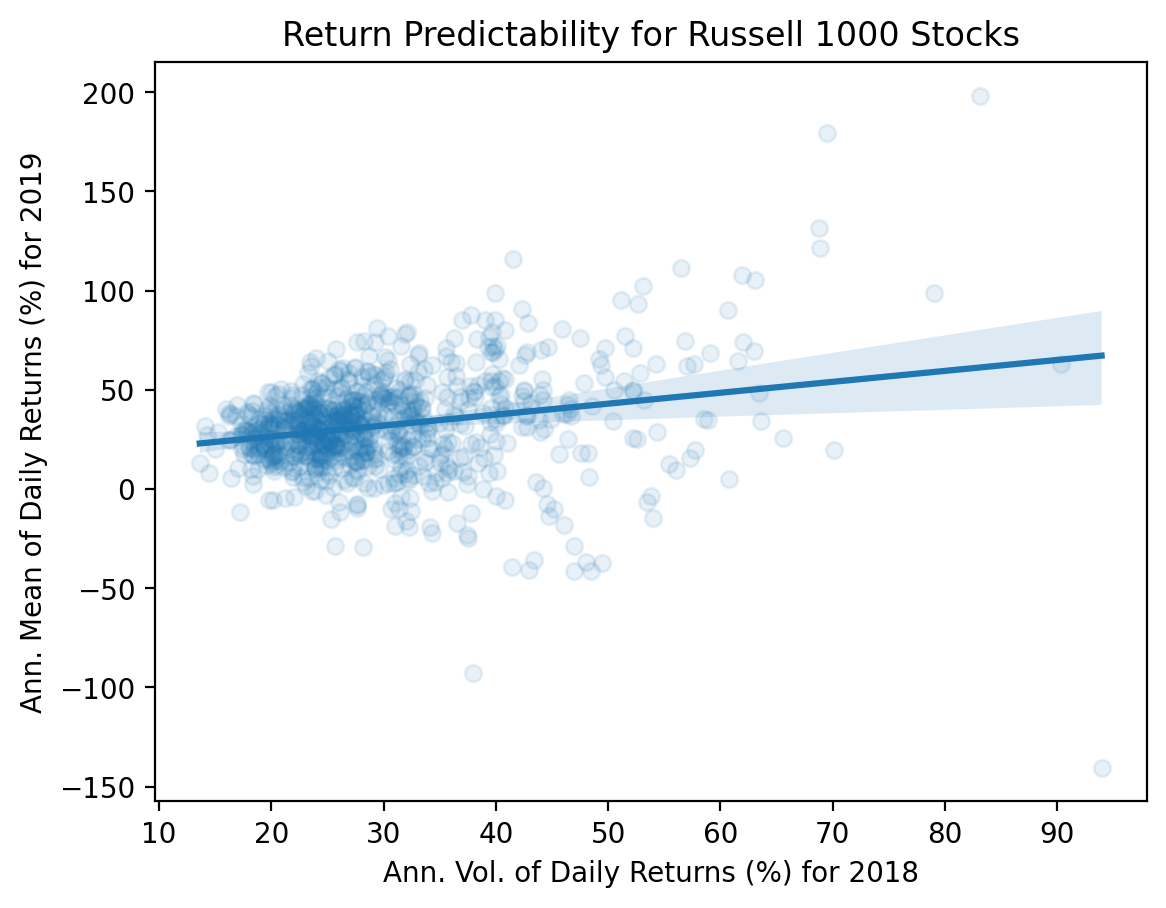 Return Predictability for Russell 1000 Stocks
Ann. Mean of Daily Returns (%) for 2019
200
150
100
50
0
−50
−100
−150
10 20 30 40 50 60 70 80 90
Ann. Vol. of Daily Returns (%) for 2018